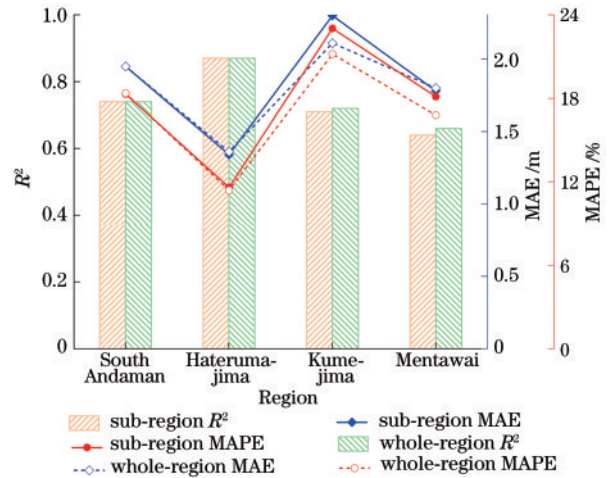 1.0
0.8
0.6
0.4
0.2
0
R²
2.0
1.5
1.0
0.5
0
MAE /m
24
18
12
6
0
MAPE /%
South Andaman
Hateruma-jima
Kume-jima
Mentawai
Region
sub-region R²
sub-region MAE
sub-region MAPE
whole-region R²
whole-region MAE
whole-region MAPE